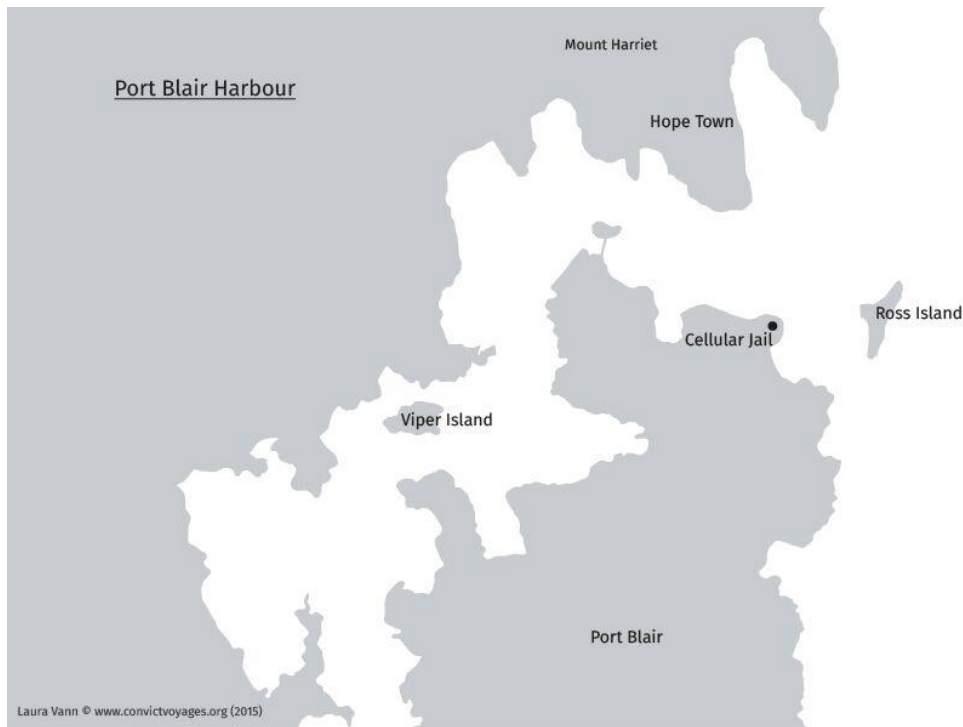 Mount Harriet
Port Blair Harbour
Hope Town
Ross Island
Cellular Jail
Viper Island
Port Blair
Laura Vann © www.convictvoyages.org (2015)